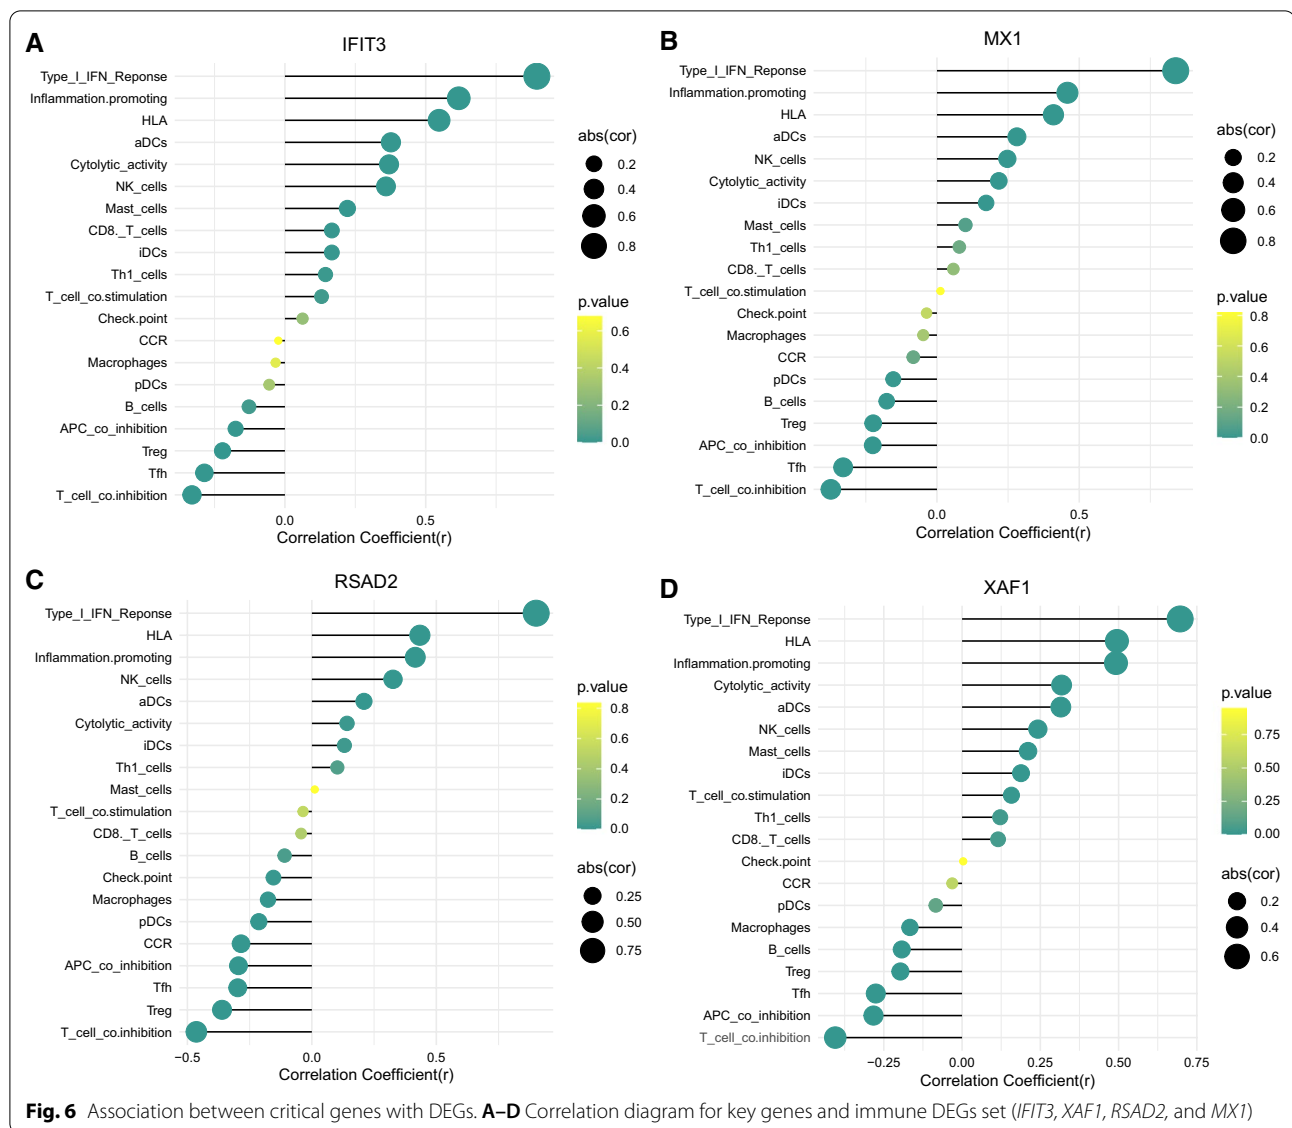 A
IFIT3
Type_I_IFN_Reponse
Inflammation.promoting
HLA
aDCs
Cytolytic_activity
NK_cells
Mast_cells
CD8._T_cells
iDCs
Th1_cells
T_cell_co.stimulation
Check.point
CCR
Macrophages
pDCs
B_cells
APC_co_inhibition
Treg
Tfh
T_cell_co.inhibition
0.0 0.5
Correlation Coefficient(r)
abs(cor)
0.2
0.4
0.6
0.8
p.value
0.6
0.4
0.2
0.0
B
MX1
Type_I_IFN_Reponse
Inflammation.promoting
HLA
aDCs
NK_cells
Cytolytic_activity
iDCs
Mast_cells
Th1_cells
CD8._T_cells
T_cell_co.stimulation
Check.point
Macrophages
CCR
pDCs
B_cells
Treg
APC_co_inhibition
Tfh
T_cell_co.inhibition
0.0 0.5
Correlation Coefficient(r)
abs(cor)
0.2
0.4
0.6
0.8
p.value
0.8
0.6
0.4
0.2
0.0
C
RSAD2
Type_I_IFN_Reponse
HLA
Inflammation.promoting
NK_cells
aDCs
Cytolytic_activity
iDCs
Th1_cells
Mast_cells
T_cell_co.stimulation
CD8._T_cells
B_cells
Check.point
Macrophages
pDCs
CCR
APC_co_inhibition
Tfh
Treg
T_cell_co.inhibition
−0.5 0.0 0.5
Correlation Coefficient(r)
p.value
0.8
0.6
0.4
0.2
0.0
abs(cor)
0.25
0.50
0.75
D
XAF1
Type_I_IFN_Reponse
HLA
Inflammation.promoting
Cytolytic_activity
aDCs
NK_cells
Mast_cells
iDCs
T_cell_co.stimulation
Th1_cells
CD8._T_cells
Check.point
CCR
pDCs
Macrophages
B_cells
Treg
Tfh
APC_co_inhibition
T_cell_co.inhibition
−0.25 0.00 0.25 0.50 0.75
Correlation Coefficient(r)
p.value
0.75
0.50
0.25
0.00
abs(cor)
0.2
0.4
0.6
Fig. 6 Association between critical genes with DEGs. A–D Correlation diagram for key genes and immune DEGs set (IFIT3, XAF1, RSAD2, and MX1)